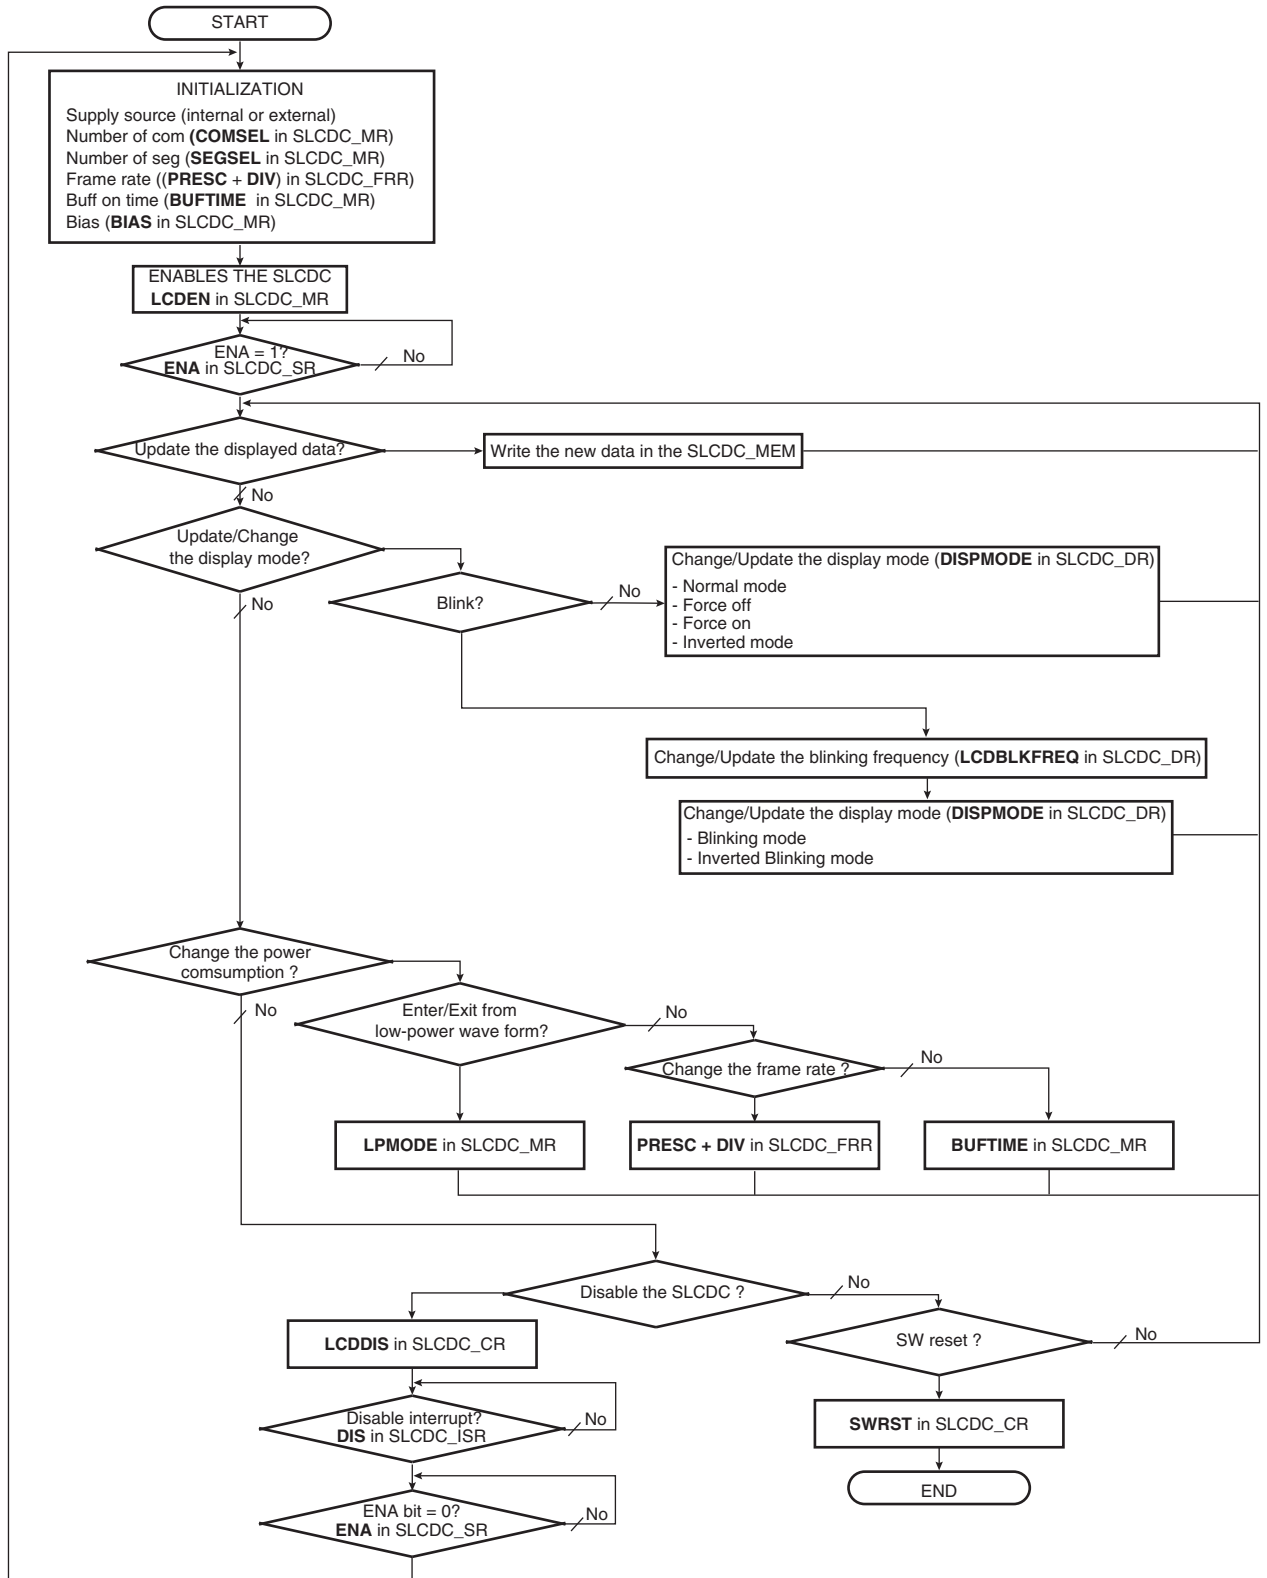 START
INITIALIZATION
Supply source (internal or external)
Number of com (COMSEL in SLCDC_MR)
Number of seg (SEGSEL in SLCDC_MR)
Frame rate ((PRESC + DIV) in SLCDC_FRR)
Buff on time (BUFTIME in SLCDC_MR)
Bias (BIAS in SLCDC_MR)
ENABLES THE SLCDC
LCDEN in SLCDC_MR
ENA = 1?
ENA in SLCDC_SR
No
Update the displayed data?
Write the new data in the SLCDC_MEM
No
Update/Change
the display mode?
No
Blink?
No
Change/Update the display mode (DISPMODE in SLCDC_DR)
- Normal mode
- Force off
- Force on
- Inverted mode
Change/Update the blinking frequency (LCDBLKFREQ in SLCDC_DR)
Change/Update the display mode (DISPMODE in SLCDC_DR)
- Blinking mode
- Inverted Blinking mode
Change the power
comsumption ?
No
Enter/Exit from
low-power wave form?
No
Change the frame rate ?
No
LPMODE in SLCDC_MR
PRESC + DIV in SLCDC_FRR
BUFTIME in SLCDC_MR
Disable the SLCDC ?
No
LCDDIS in SLCDC_CR
SW reset ?
No
Disable interrupt?
DIS in SLCDC_ISR
No
SWRST in SLCDC_CR
END
ENA bit = 0?
ENA in SLCDC_SR
No